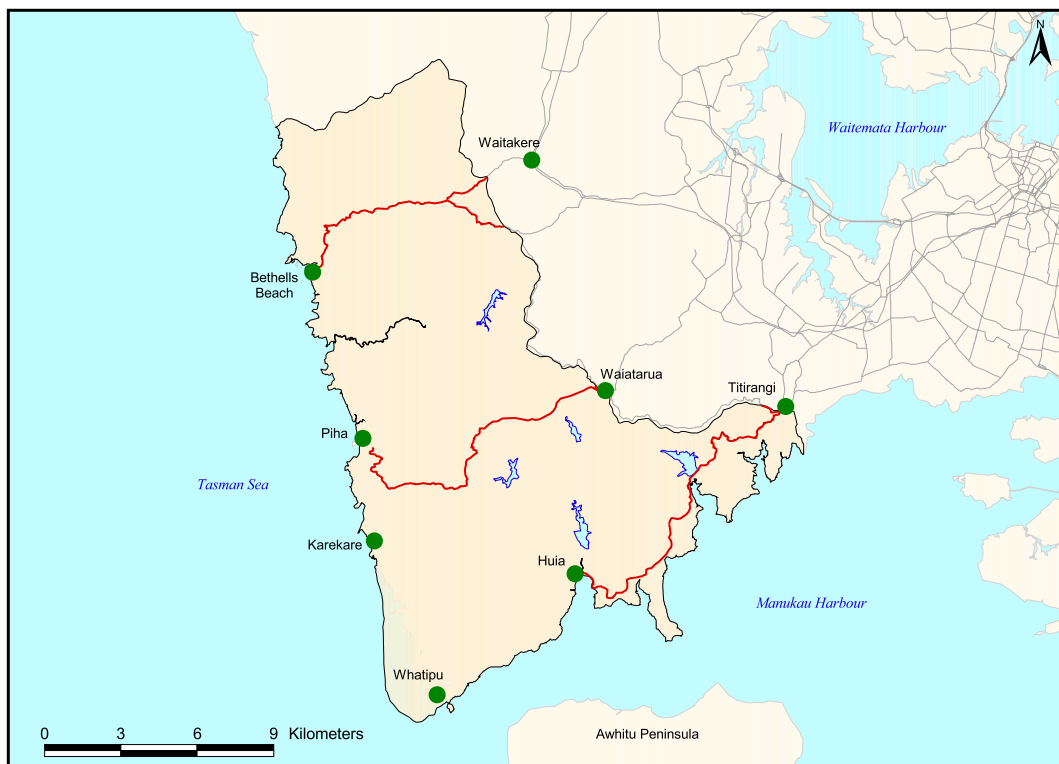 N
Waitemata Harbour
Waitakere
Bethells
Beach
Waiatarua
Titirangi
Piha
Tasman Sea
Karekare
Huia
Manukau Harbour
Whatipu
Awhitu Peninsula
0 3 6 9 Kilometers